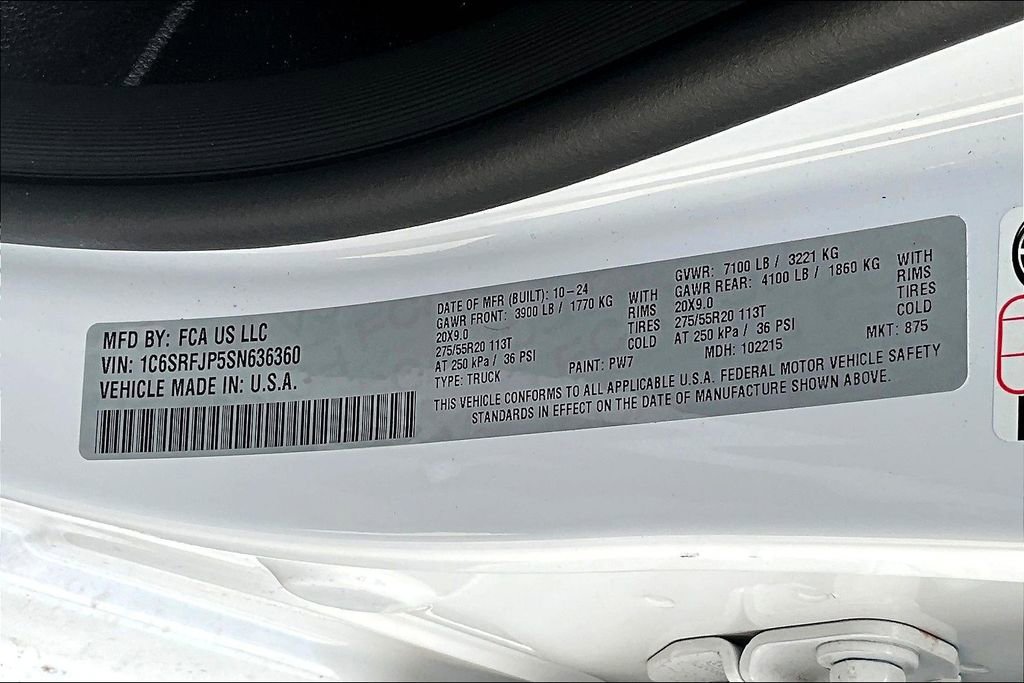 MFD BY: FCA US LLC
VIN: 1C6SRFJP5SN636360
VEHICLE MADE IN: U.S.A.
DATE OF MFR (BUILT): 10-24
GAWR FRONT: 3900 LB / 1770 KG WITH
20X9.0 RIMS
275/55R20 113T TIRES
AT 250 kPa / 36 PSI COLD
TYPE: TRUCK PAINT: PW7
GVWR: 7100 LB / 3221 KG
GAWR REAR: 4100 LB / 1860 KG WITH
20X9.0 RIMS
275/55R20 113T TIRES
AT 250 kPa / 36 PSI COLD
MDH: 102215 MKT: 875
THIS VEHICLE CONFORMS TO ALL APPLICABLE U.S.A. FEDERAL MOTOR VEHICLE SAFETY
STANDARDS IN EFFECT ON THE DATE OF MANUFACTURE SHOWN ABOVE.